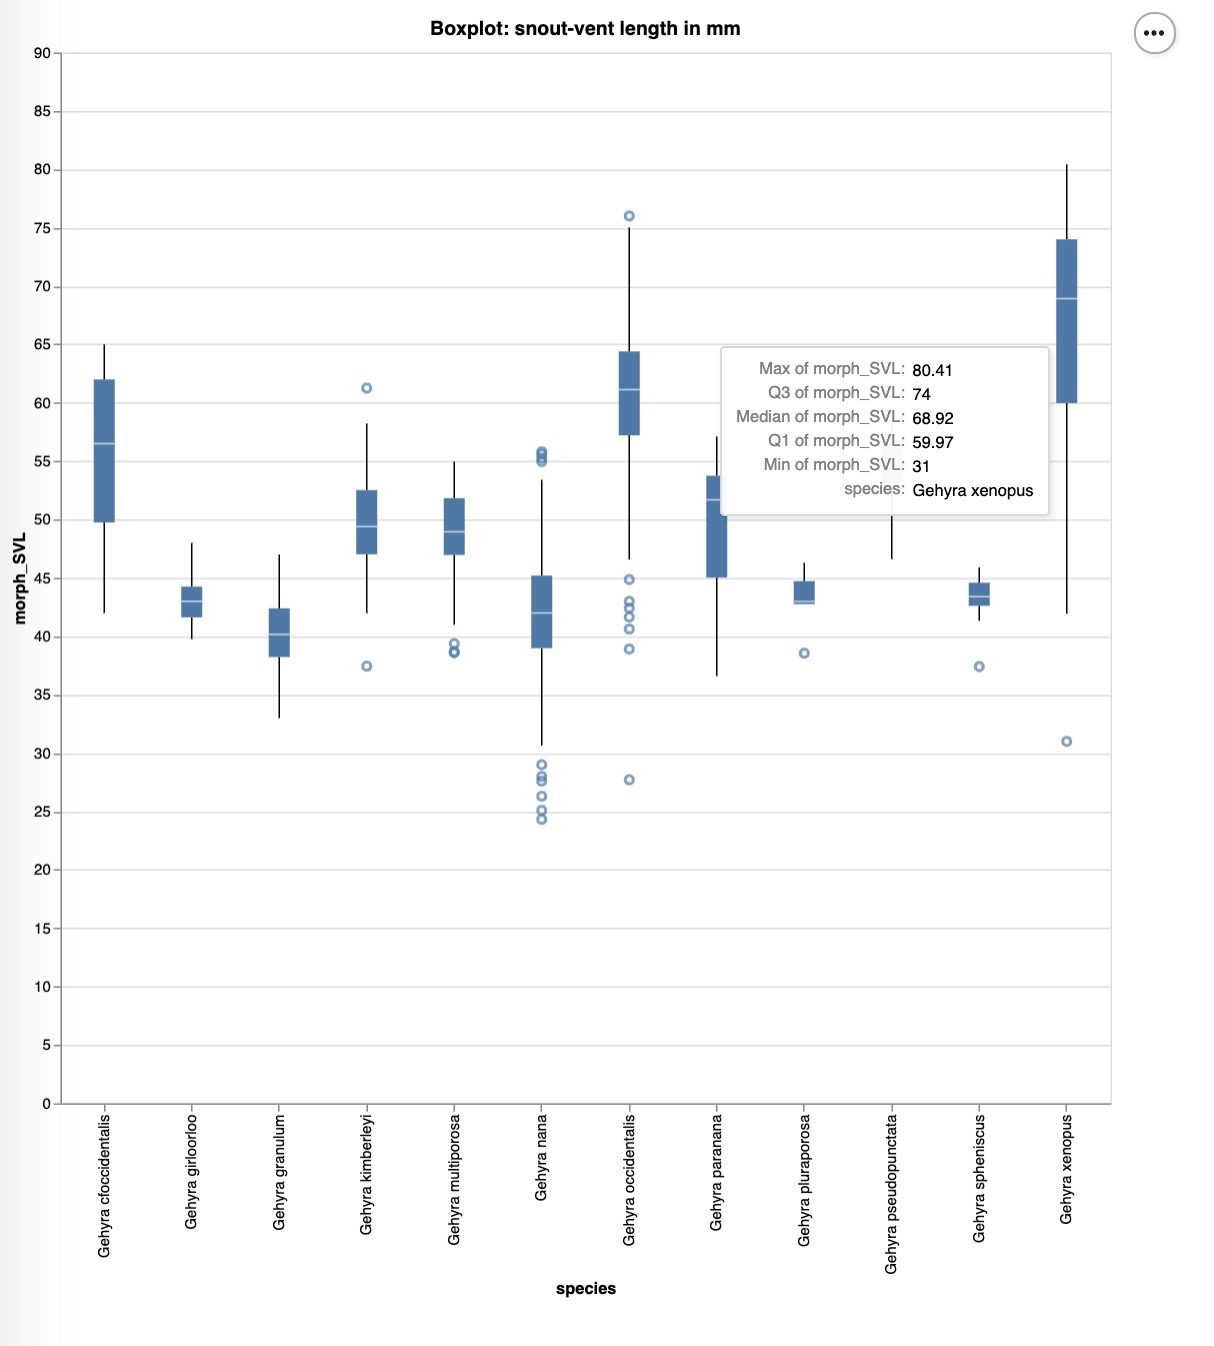 Boxplot: snout-vent length in mm
•••
90
85
80
75
70
65
60
55
50
45
40
35
30
25
20
15
10
5
0
morph_SVL
Max of morph_SVL: 80.41
Q3 of morph_SVL: 74
Median of morph_SVL: 68.92
Q1 of morph_SVL: 59.97
Min of morph_SVL: 31
species: Gehyra xenopus
Gehyra cfoccidentalis
Gehyra girloorloo
Gehyra granulum
Gehyra kimberleyi
Gehyra multiporosa
Gehyra nana
Gehyra occidentalis
Gehyra paranana
Gehyra pluraporosa
Gehyra pseudopunctata
Gehyra spheniscus
Gehyra xenopus
species